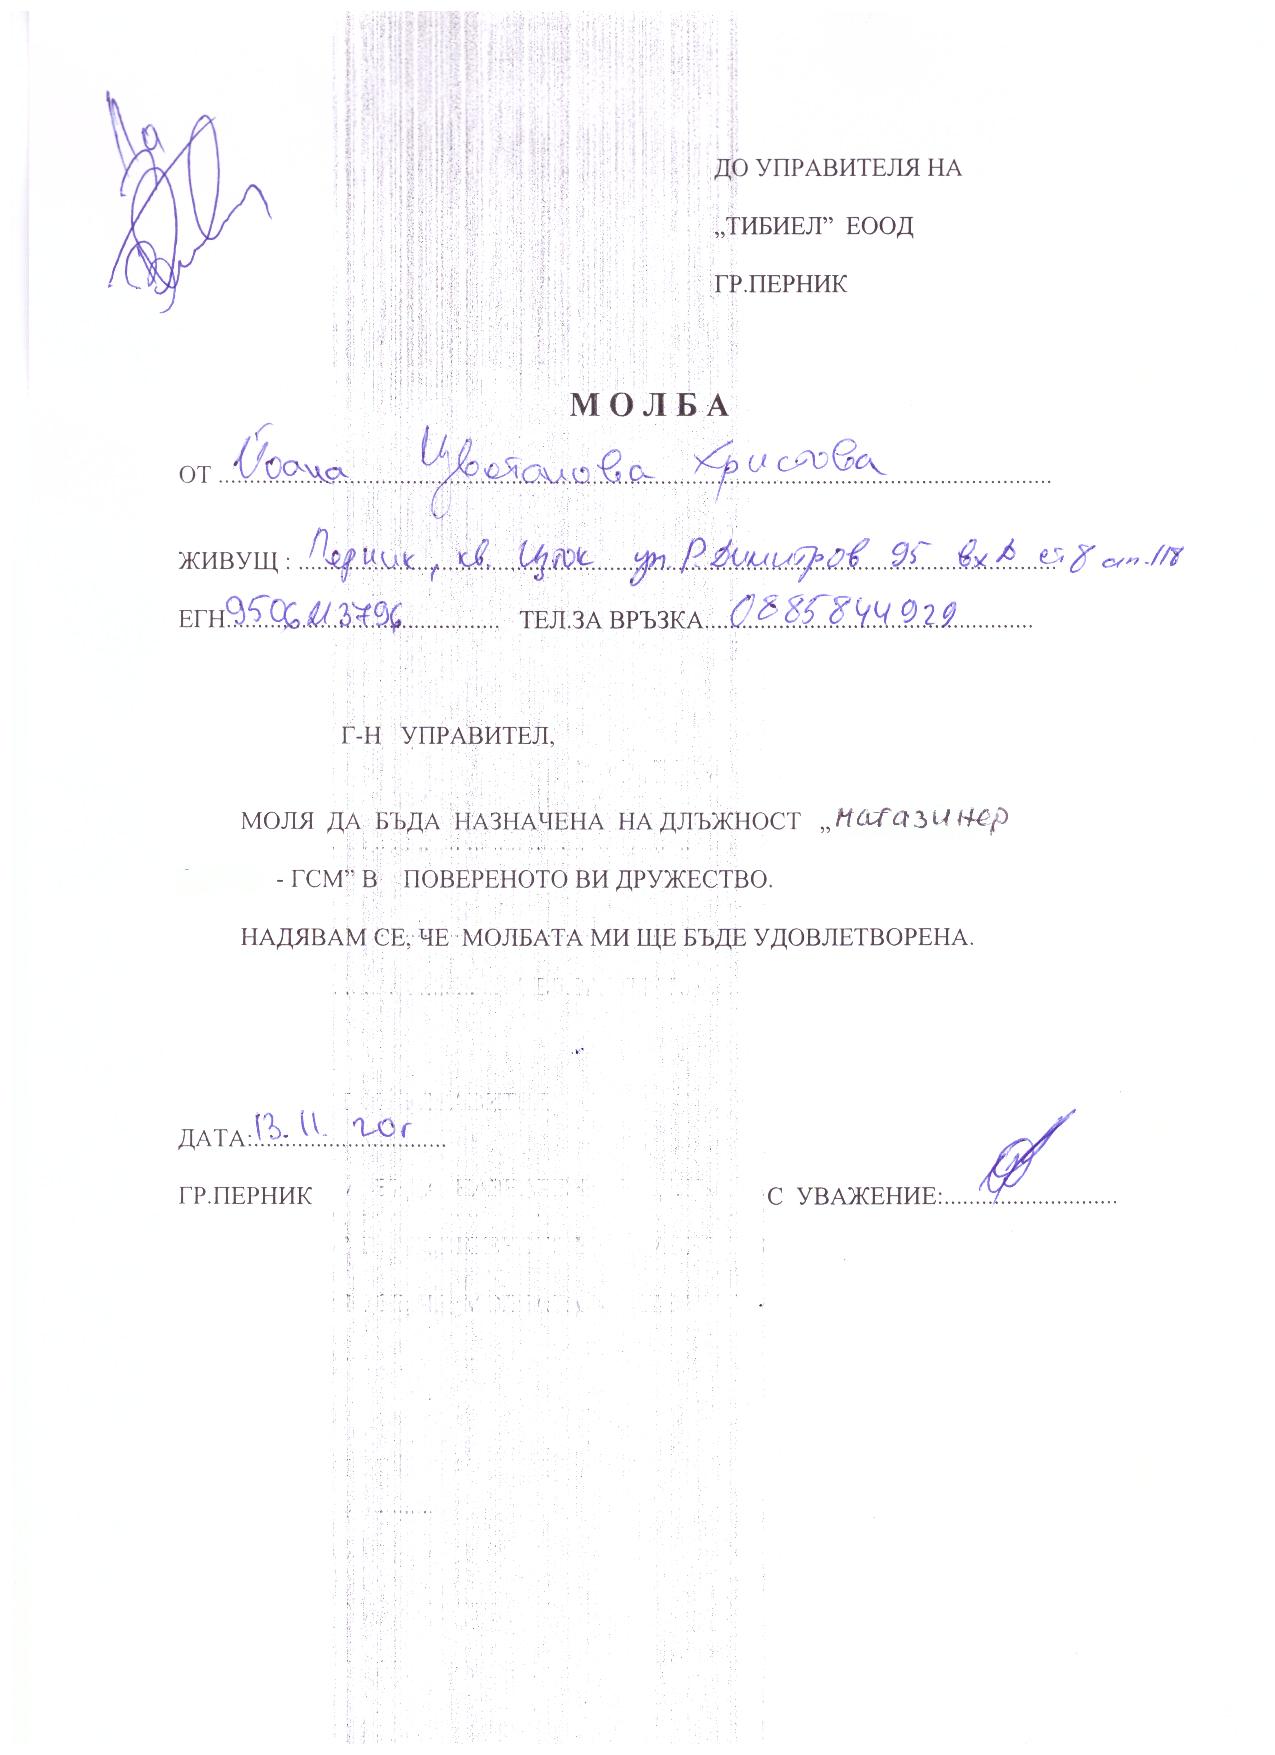 Да
ДО УПРАВИТЕЛЯ НА
„ТИБИЕЛ” ЕООД
ГР.ПЕРНИК
М О Л Б А
ОТ Йоана Цветанова Христова
ЖИВУЩ : Перник, кв. Изток ул. Р. Димитров 95 вх В ет 8 ап. 118
ЕГН 9506113796 ТЕЛ.ЗА ВРЪЗКА 0885844929
Г-Н УПРАВИТЕЛ,
МОЛЯ ДА БЪДА НАЗНАЧЕНА НА ДЛЪЖНОСТ „магазинер
- ГСМ” В ПОВЕРЕНОТО ВИ ДРУЖЕСТВО.
НАДЯВАМ СЕ, ЧЕ МОЛБАТА МИ ЩЕ БЪДЕ УДОВЛЕТВОРЕНА.
ДАТА: 13.11. 20г
ГР.ПЕРНИК С УВАЖЕНИЕ: